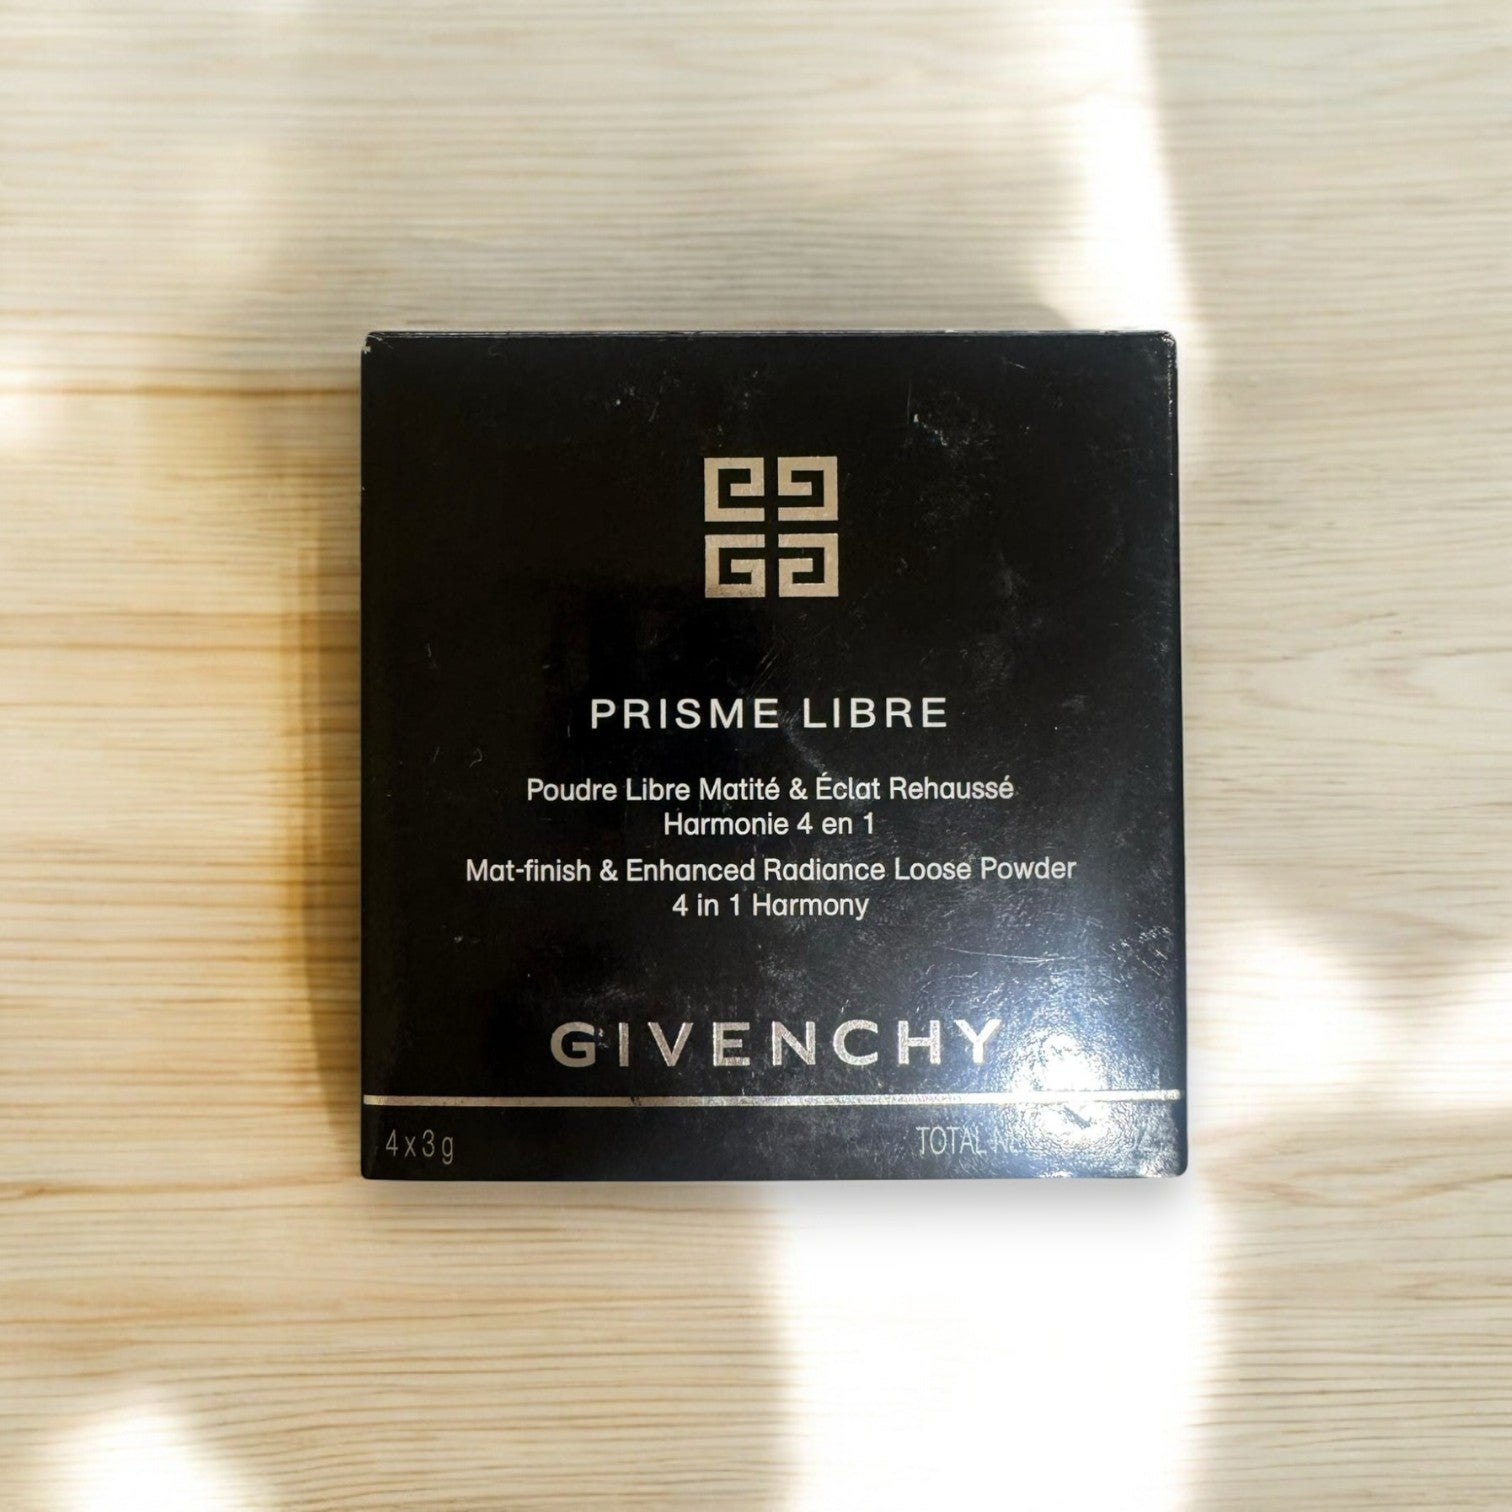 PRISME LIBRE
Poudre Libre Matité & Éclat Rehaussé
Harmonie 4 en 1
Mat-finish & Enhanced Radiance Loose Powder
4 in 1 Harmony
GIVENCHY
4x3g
TOTAL